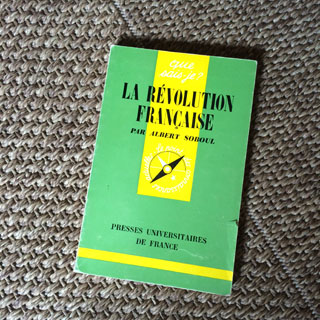 que
sais-je?
LA RÉVOLUTION
FRANÇAISE
PAR ALBERT SOBOUL
PRESSES UNIVERSITAIRES
DE FRANCE